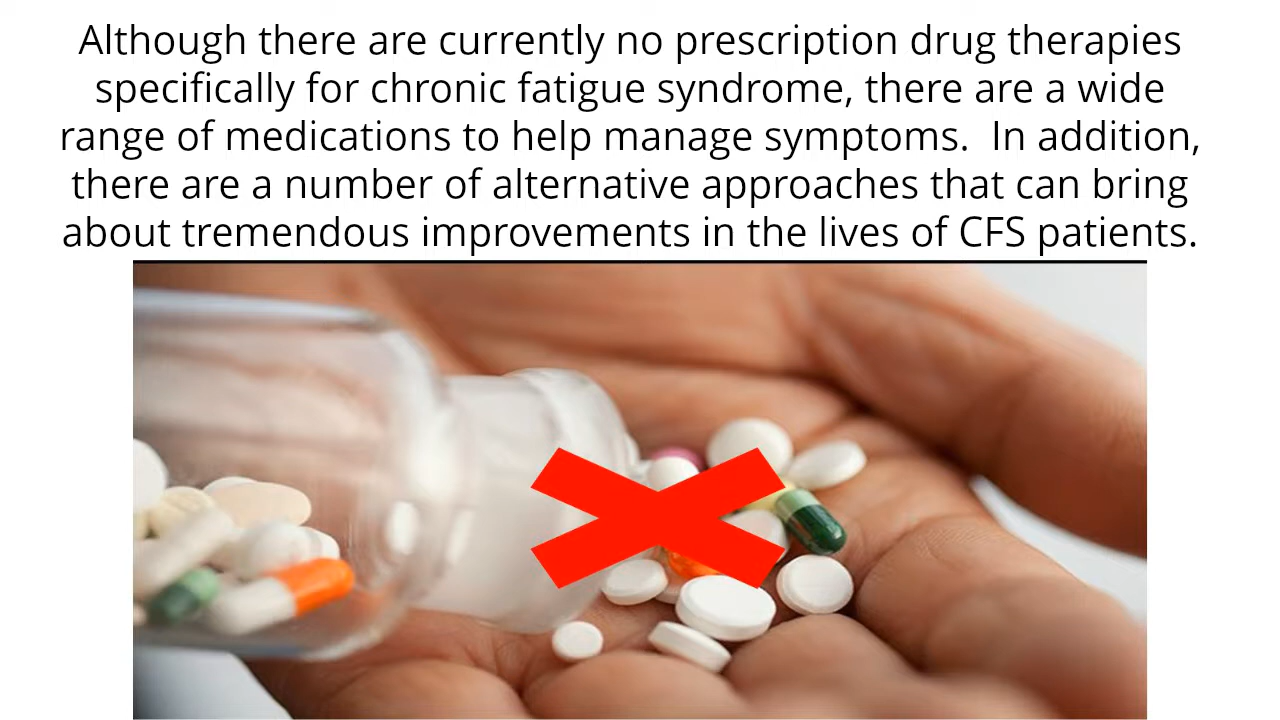 Although there are currently no prescription drug therapies
specifically for chronic fatigue syndrome, there are a wide
range of medications to help manage symptoms.  In addition,
there are a number of alternative approaches that can bring
about tremendous improvements in the lives of CFS patients.